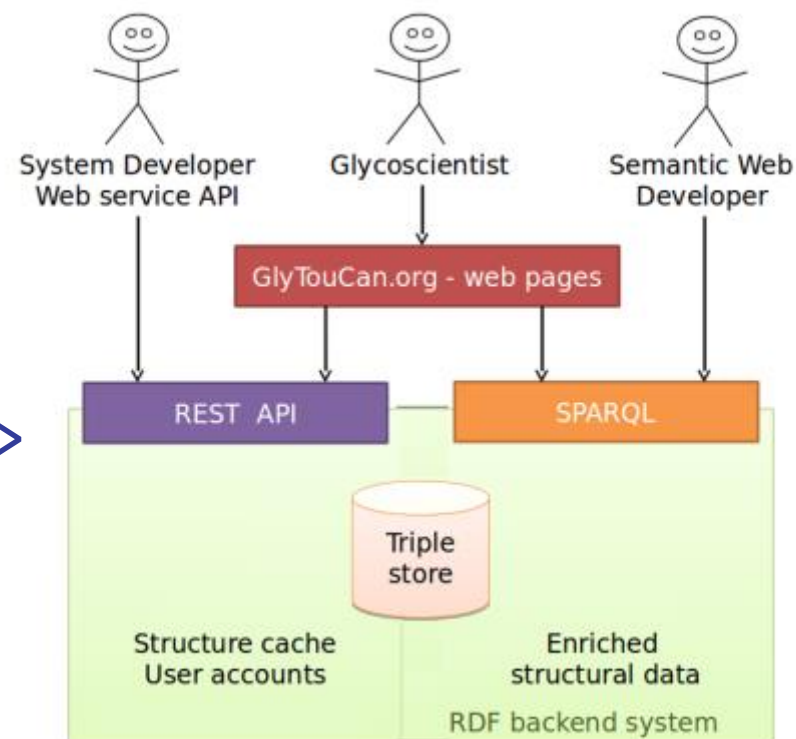 System Developer
Web service API
Glycoscientist
Semantic Web
Developer
GlyTouCan.org - web pages
REST API
SPARQL
Triple
store
Structure cache
User accounts
Enriched
structural data
RDF backend system